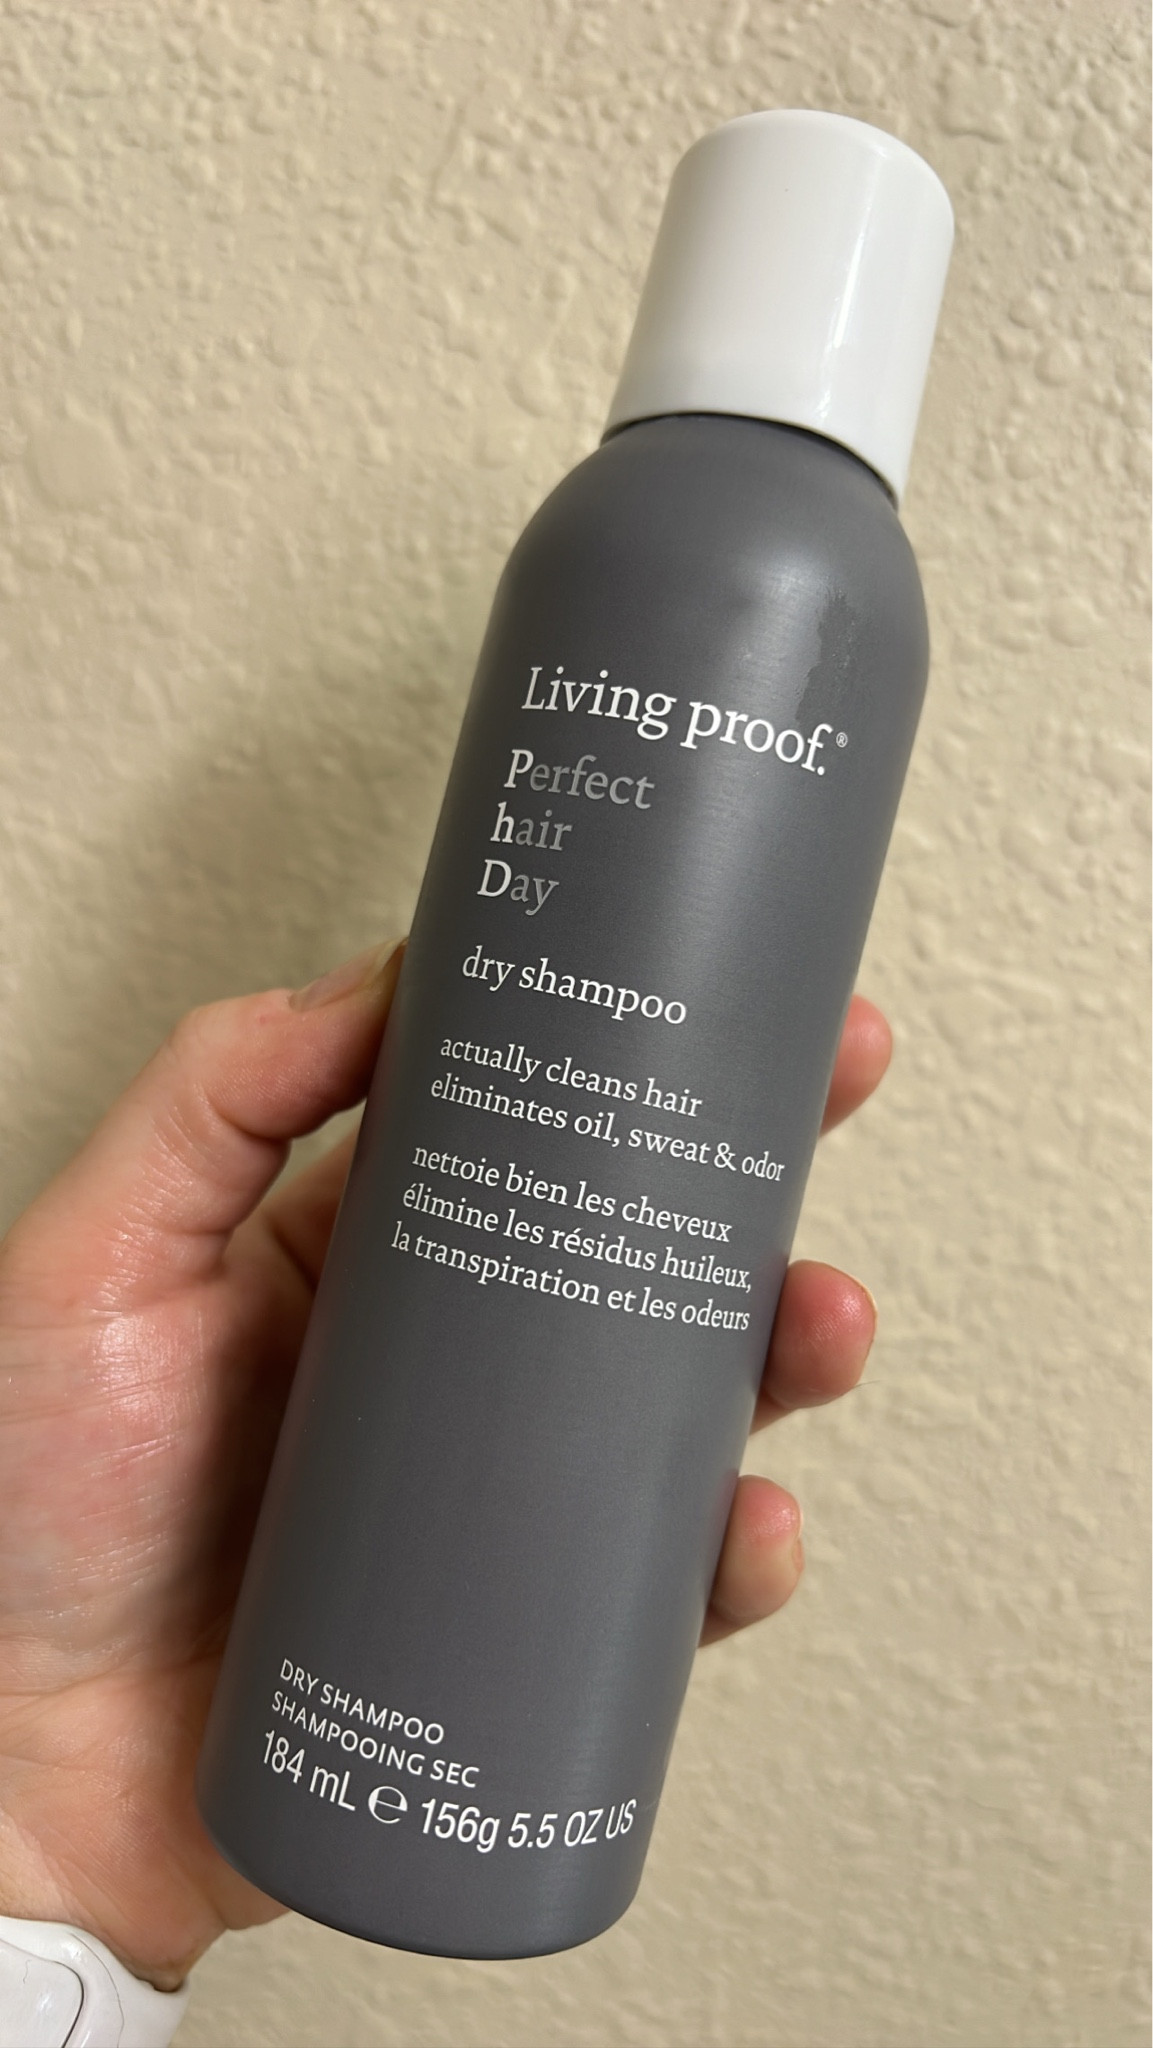 Living proof.®
Perfect
hair
Day
dry shampoo
actually cleans hair
eliminates oil, sweat & odor
nettoie bien les cheveux
élimine les résidus huileux,
la transpiration et les odeurs
DRY SHAMPOO
SHAMPOOING SEC
184 mL ℮ 156g 5.5 OZ US